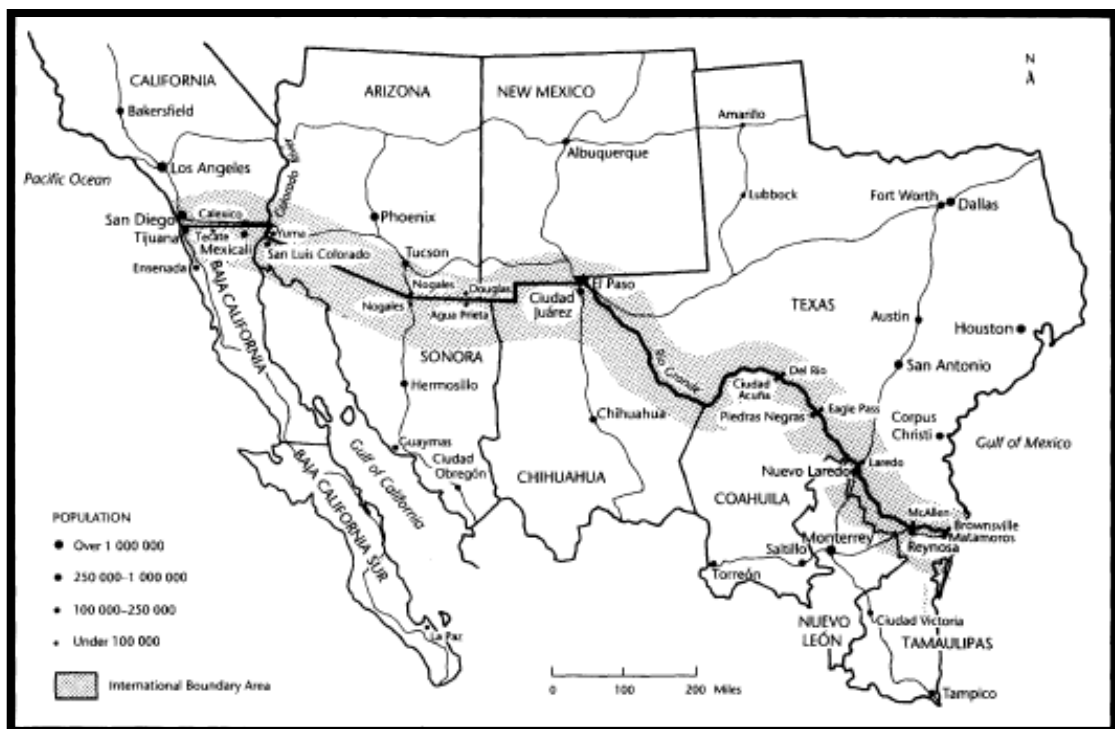 N
CALIFORNIA
ARIZONA
NEW MEXICO
Amarillo
Bakersfield
Colorado River
Albuquerque
Los Angeles
Pacific Ocean
Lubbock
Fort Worth
Dallas
San Diego
Calexico
Phoenix
Tijuana
Tecate
Yuma
Mexicali
San Luis Colorado
Tucson
Ensenada
Nogales
Douglas
El Paso
BAJA CALIFORNIA
Nogales
Agua Prieta
Ciudad
Juárez
TEXAS
Austin
Houston
SONORA
Rio Grande
San Antonio
Del Rio
Hermosillo
Ciudad
Acuña
Chihuahua
Piedras Negras
Eagle Pass
Corpus
Christi
Gulf of Mexico
Guaymas
Ciudad
Obregón
Gulf of California
BAJA CALIFORNIA SUR
CHIHUAHUA
Nuevo Laredo
Laredo
COAHUILA
McAllen
Brownsville
Matamoros
Monterrey
Reynosa
Saltillo
Torreón
POPULATION
Over 1 000 000
250 000–1 000 000
100 000–250 000
Under 100 000
International Boundary Area
La Paz
NUEVO
LEÓN
Ciudad Victoria
TAMAULIPAS
Tampico
0 100 200 Miles